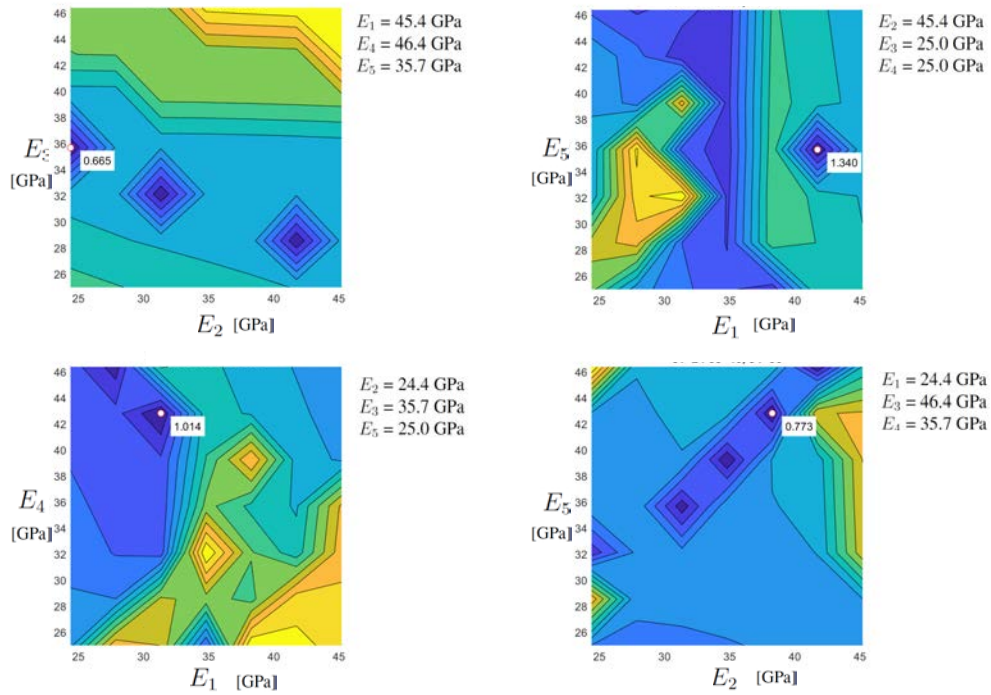 46
44
42
40
38
36
34
32
30
28
26
E₃
[GPa]
0.665
25
30
35
40
45
E₂ [GPa]
E₁ = 45.4 GPa
E₄ = 46.4 GPa
E₅ = 35.7 GPa
46
44
42
40
38
36
34
32
30
28
26
E₅
[GPa]
1.340
25
30
35
40
45
E₁ [GPa]
E₂ = 45.4 GPa
E₃ = 25.0 GPa
E₄ = 25.0 GPa
46
44
42
40
38
36
34
32
30
28
26
E₄
[GPa]
1.014
25
30
35
40
45
E₁ [GPa]
E₂ = 24.4 GPa
E₃ = 35.7 GPa
E₅ = 25.0 GPa
46
44
42
40
38
36
34
32
30
28
26
E₅
[GPa]
0.773
25
30
35
40
45
E₂ [GPa]
E₁ = 24.4 GPa
E₃ = 46.4 GPa
E₄ = 35.7 GPa